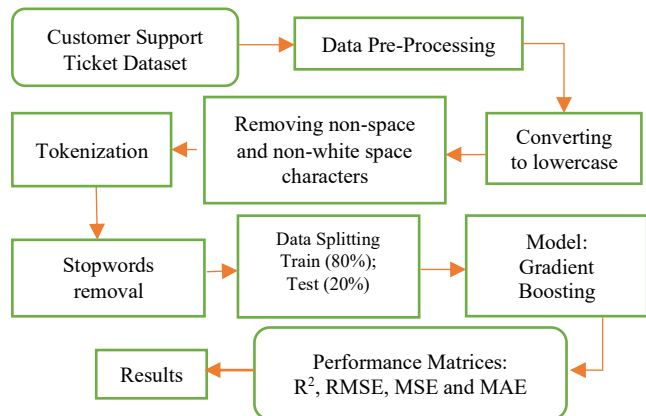 Customer Support
Ticket Dataset
Data Pre-Processing
Converting
to lowercase
Removing non-space
and non-white space
characters
Tokenization
Stopwords
removal
Data Splitting
Train (80%);
Test (20%)
Model:
Gradient
Boosting
Performance Matrices:
R², RMSE, MSE and MAE
Results